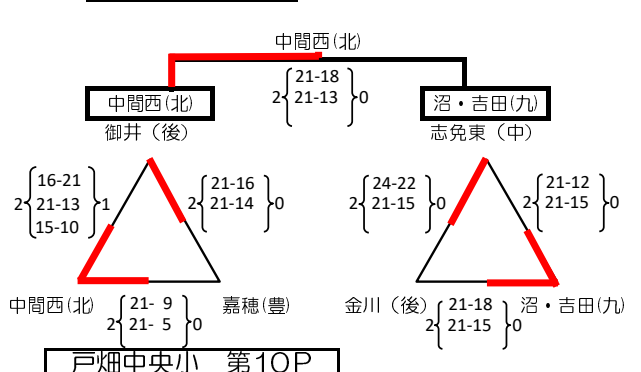 中間西(北)
21-18
2 21-13 0
中間西(北)
沼・吉田(九)
御井（後）
志免東（中）
16-21
2 21-13 1
15-10
21-16
2 21-14 0
24-22
2 21-15 0
21-12
2 21-15 0
中間西(北)
21- 9
2 21- 5 0
嘉穂(豊)
金川（後）
21-18
2 21-15 0
沼・吉田(九)
戸畑中央小　第10P